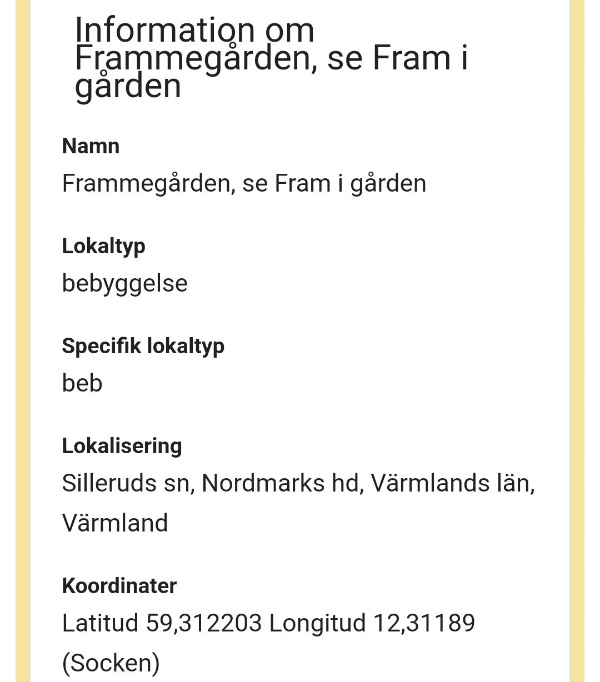 Information om
Frammegården, se Fram i
gården
Namn
Frammegården, se Fram i gården
Lokaltyp
bebyggelse
Specifik lokaltyp
beb
Lokalisering
Silleruds sn, Nordmarks hd, Värmlands län,
Värmland
Koordinater
Latitud 59,312203 Longitud 12,31189
(Socken)